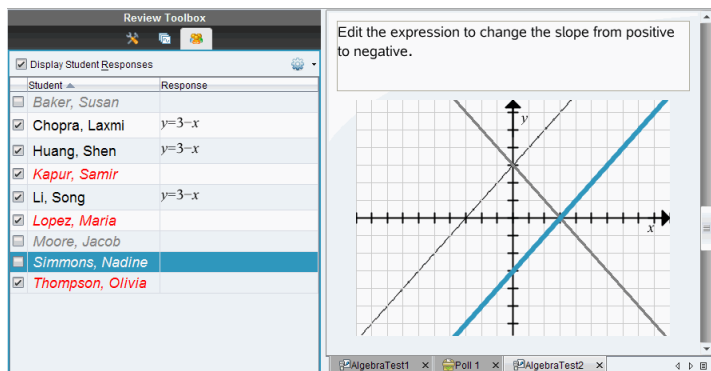 Review Toolbox
Display Student Responses
Student Response
Baker, Susan
Chopra, Laxmi y=3−x
Huang, Shen y=3−x
Kapur, Samir
Li, Song y=3−x
Lopez, Maria
Moore, Jacob
Simmons, Nadine
Thompson, Olivia
Edit the expression to change the slope from positive
to negative.
y
x
AlgebraTest1 Poll 1 AlgebraTest2